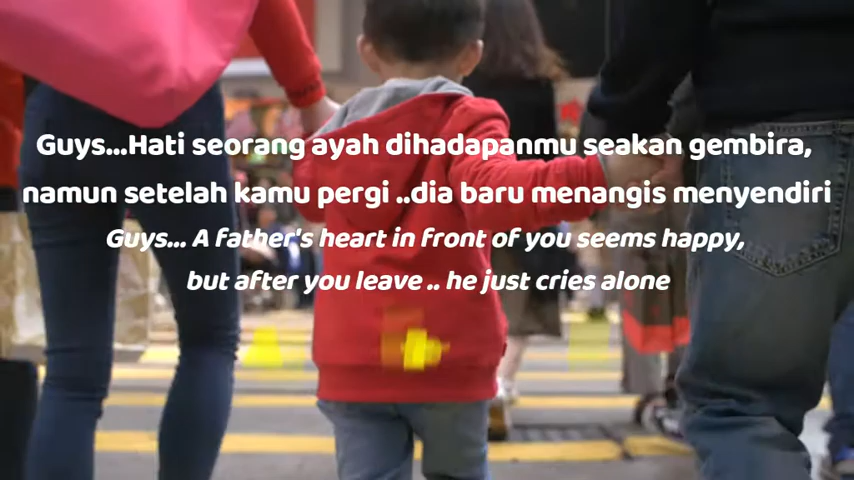 Guys...Hati seorang ayah dihadapanmu seakan gembira,
namun setelah kamu pergi ..dia baru menangis menyendiri
Guys... A father's heart in front of you seems happy,
but after you leave .. he just cries alone